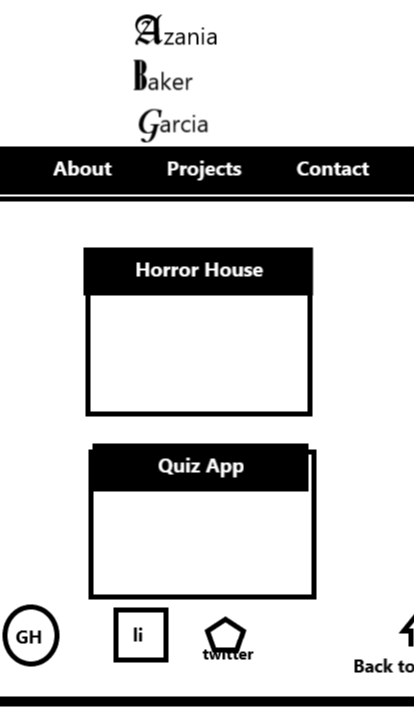 Azania
Baker
Garcia
About Projects Contact
Horror House
Quiz App
GH li twitter
Back to